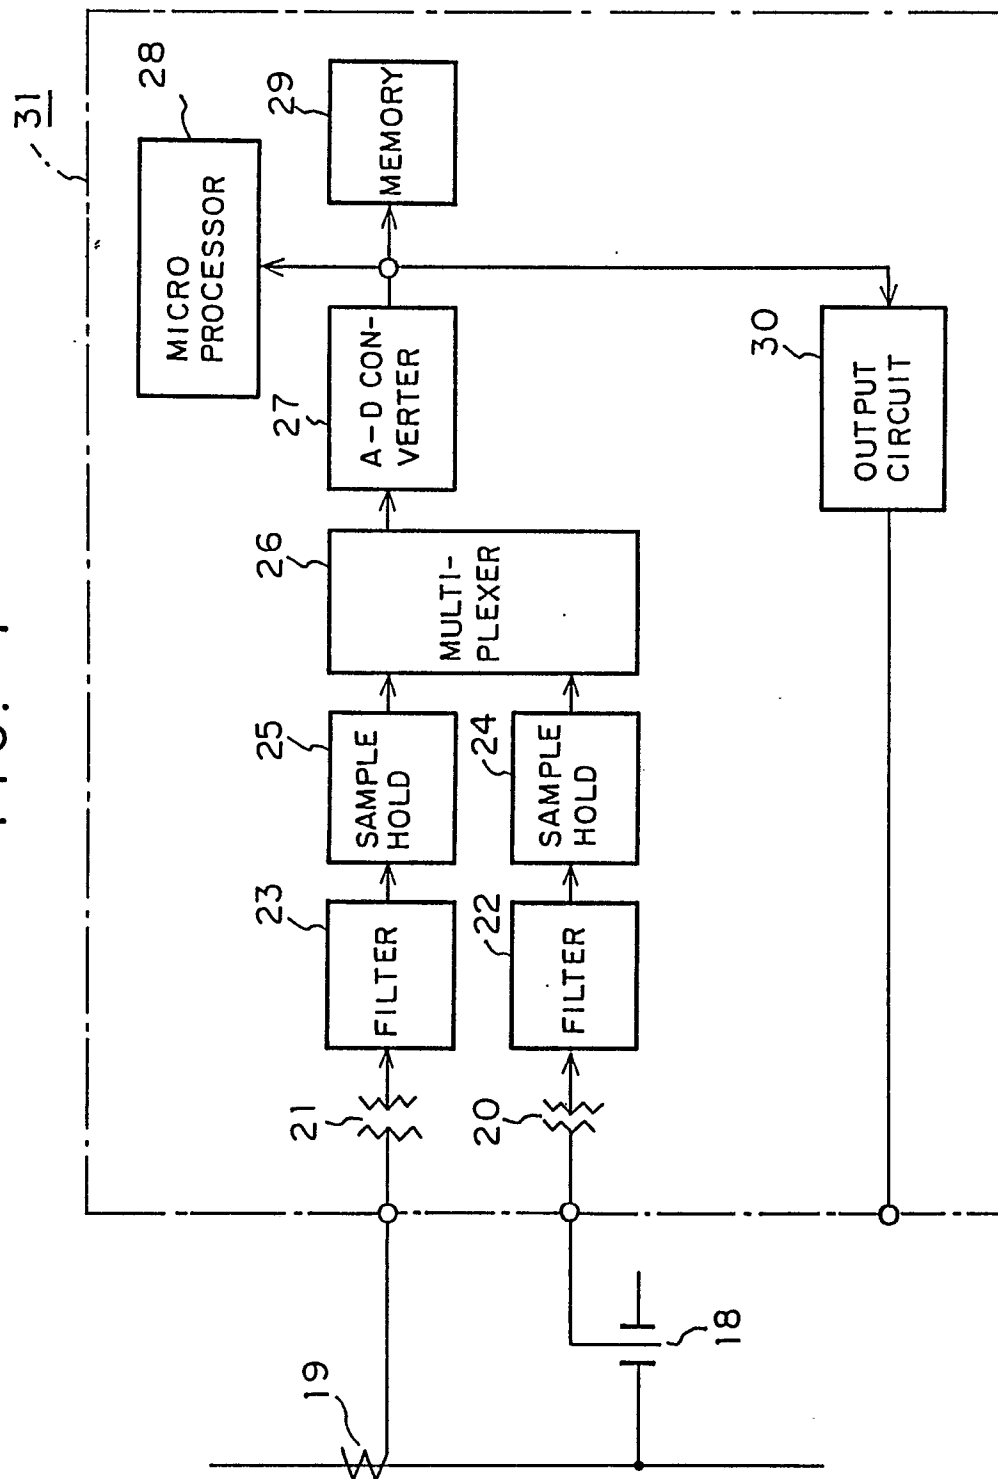 31
28
MICRO
PROCESSOR
19
21
23
FILTER
25
SAMPLE
HOLD
26
MULTI-
PLEXER
27
A-D CON-
VERTER
29
MEMORY
20
22
FILTER
24
SAMPLE
HOLD
18
30
OUTPUT
CIRCUIT